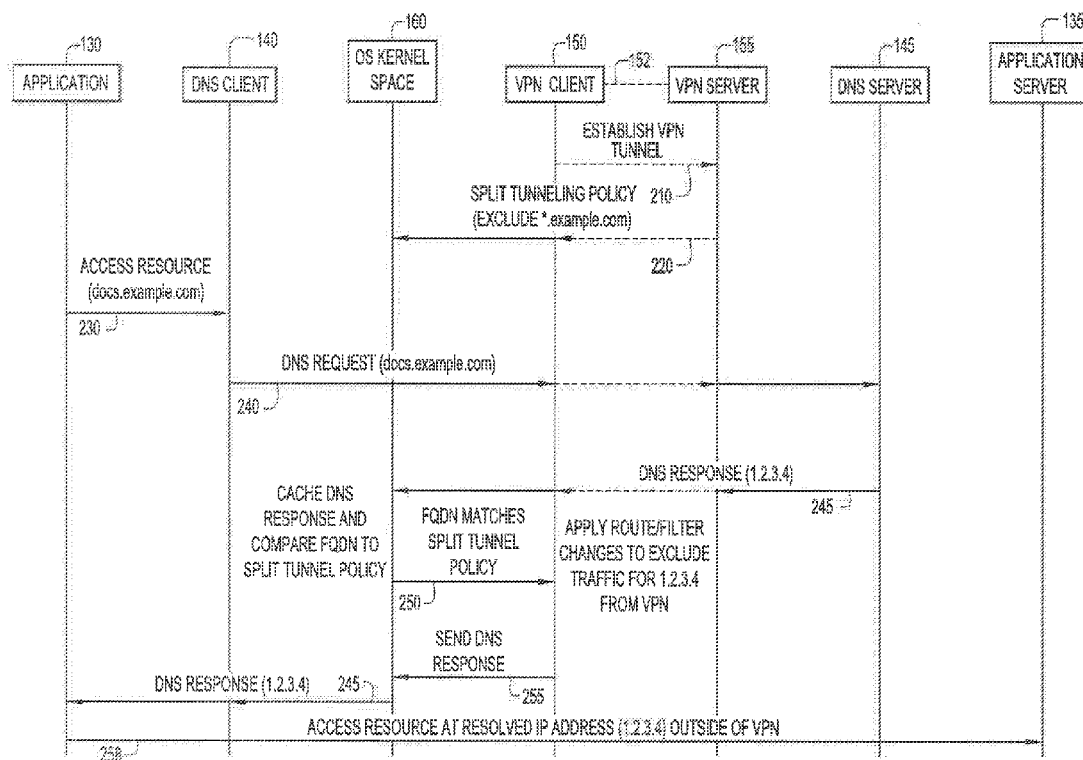 130
140
160
150
152
155
145
135
APPLICATION
DNS CLIENT
OS KERNEL
SPACE
VPN CLIENT
VPN SERVER
DNS SERVER
APPLICATION
SERVER
ESTABLISH VPN
TUNNEL
210
SPLIT TUNNELING POLICY
(EXCLUDE *.example.com)
220
ACCESS RESOURCE
(docs.example.com)
230
DNS REQUEST (docs.example.com)
240
DNS RESPONSE (1.2.3.4)
245
CACHE DNS
RESPONSE AND
COMPARE FQDN TO
SPLIT TUNNEL POLICY
FQDN MATCHES
SPLIT TUNNEL
POLICY
250
APPLY ROUTE/FILTER
CHANGES TO EXCLUDE
TRAFFIC FOR 1.2.3.4
FROM VPN
SEND DNS
RESPONSE
255
DNS RESPONSE (1.2.3.4)
245
ACCESS RESOURCE AT RESOLVED IP ADDRESS (1.2.3.4) OUTSIDE OF VPN
258